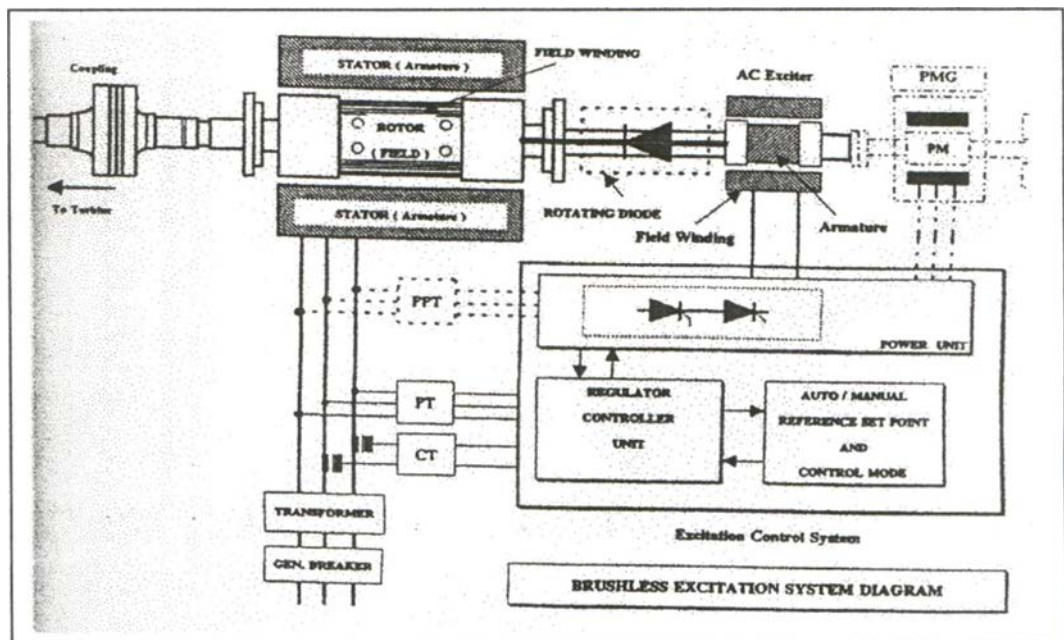 Coupling
To Turbine
STATOR ( Armature )
FIELD WINDING
ROTOR
( FIELD )
STATOR ( Armature )
ROTATING DIODE
AC Exciter
Field Winding
Armature
PMG
PM
PPT
POWER UNIT
PT
CT
REGULATOR
CONTROLLER
UNIT
AUTO / MANUAL
REFERENCE SET POINT
AND
CONTROL MODE
TRANSFORMER
GEN. BREAKER
Excitation Control System
BRUSHLESS EXCITATION SYSTEM DIAGRAM